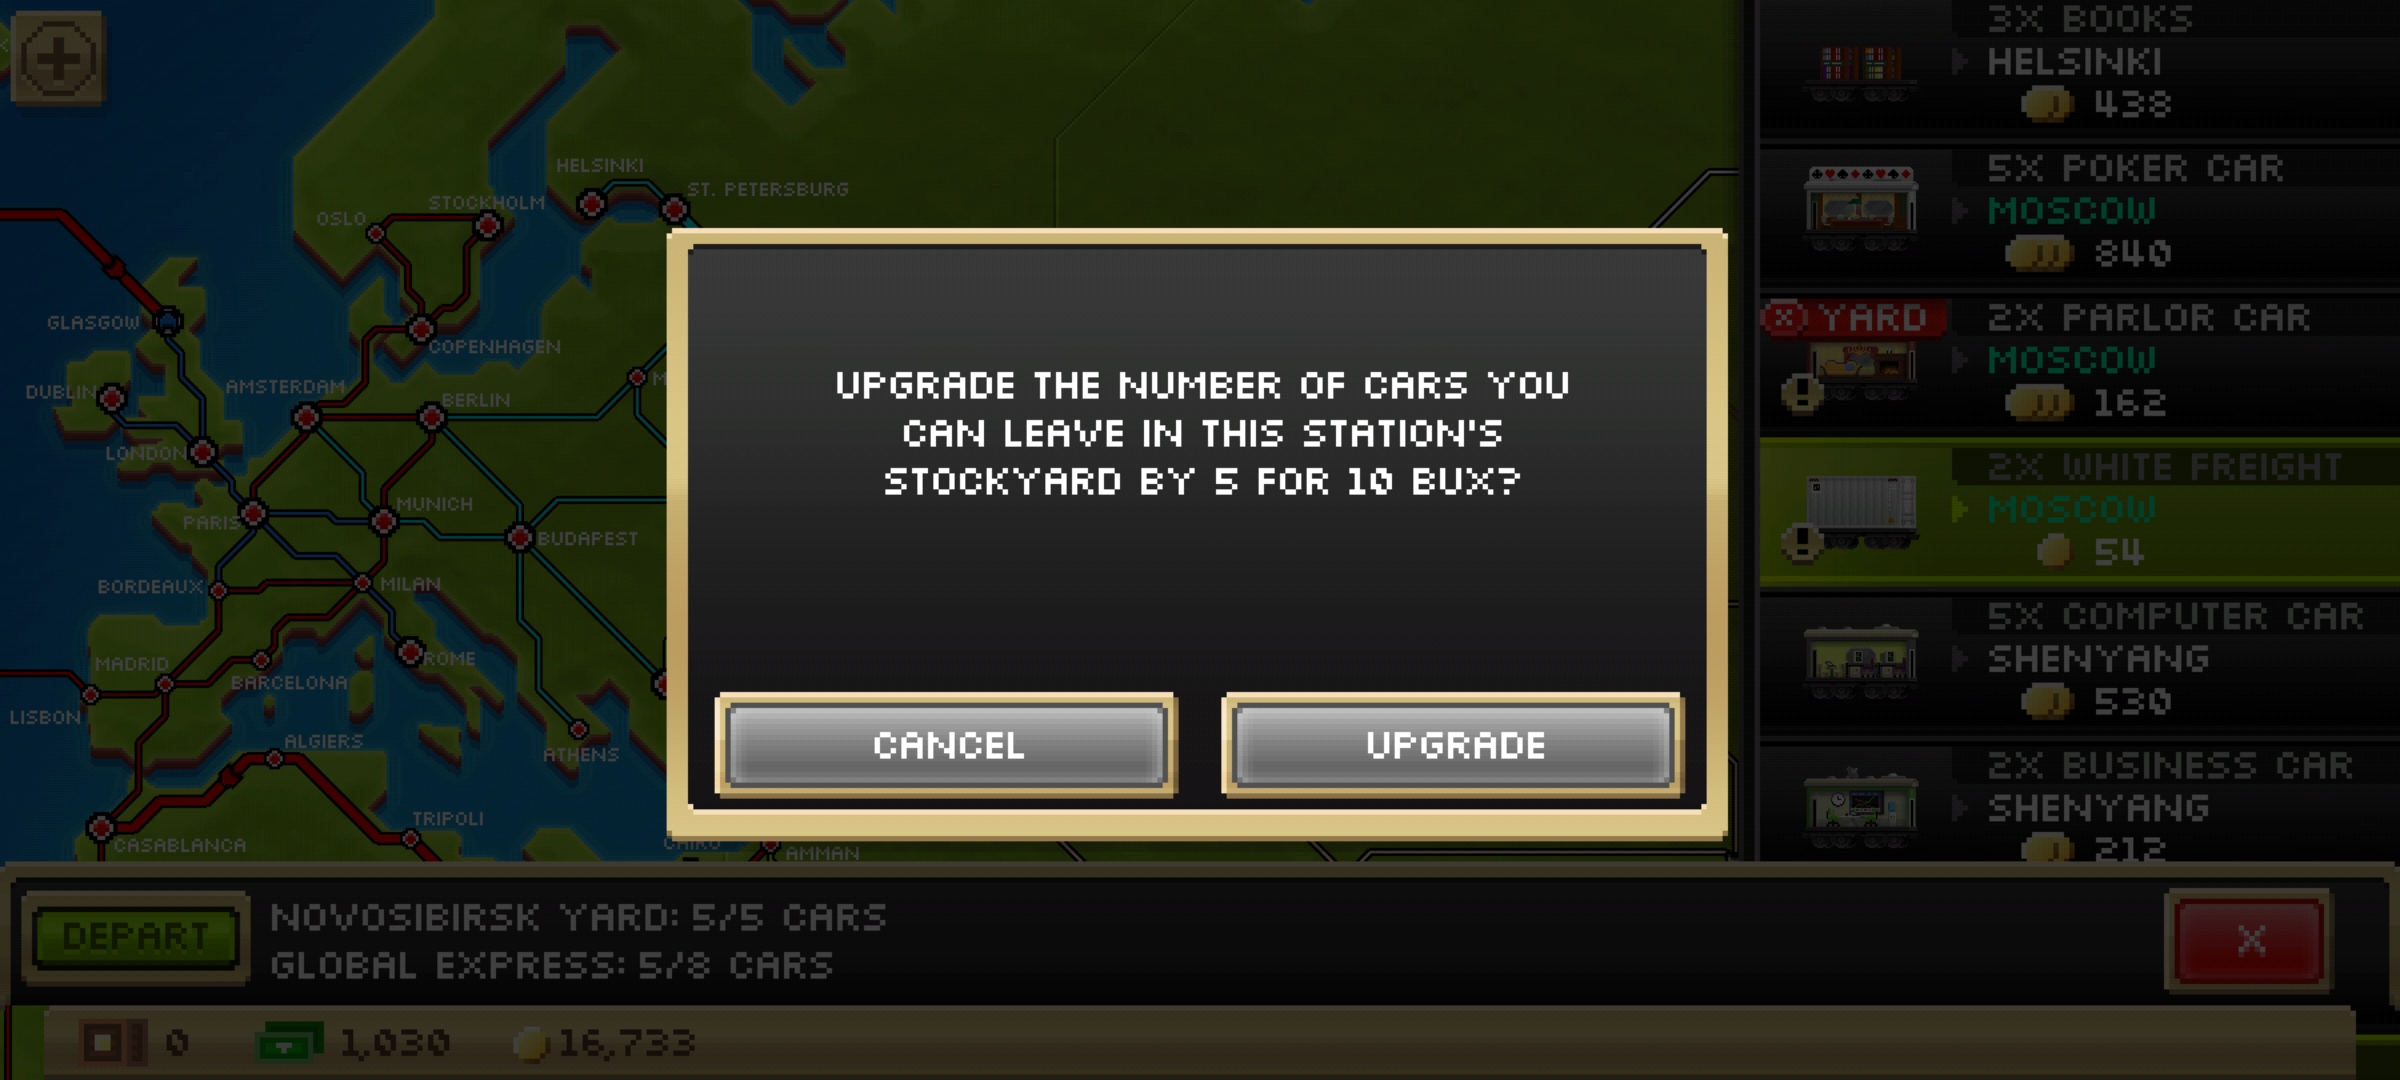 HELSINKI
ST. PETERSBURG
STOCKHOLM
OSLO
GLASGOW
COPENHAGEN
DUBLIN
AMSTERDAM
BERLIN
LONDON
MUNICH
PARIS
BUDAPEST
BORDEAUX
MILAN
MADRID
ROME
BARCELONA
LISBON
ALGIERS
ATHENS
TRIPOLI
CASABLANCA
CAIRO
AMMAN
UPGRADE THE NUMBER OF CARS YOU
CAN LEAVE IN THIS STATION'S
STOCKYARD BY 5 FOR 10 BUX?
CANCEL
UPGRADE
3X BOOKS
HELSINKI
438
5X POKER CAR
MOSCOW
840
X YARD
2X PARLOR CAR
MOSCOW
! 162
2X WHITE FREIGHT
MOSCOW
! 54
5X COMPUTER CAR
SHENYANG
530
2X BUSINESS CAR
SHENYANG
212
DEPART
NOVOSIBIRSK YARD: 5/5 CARS
GLOBAL EXPRESS: 5/8 CARS
X
0 1,030 16,733